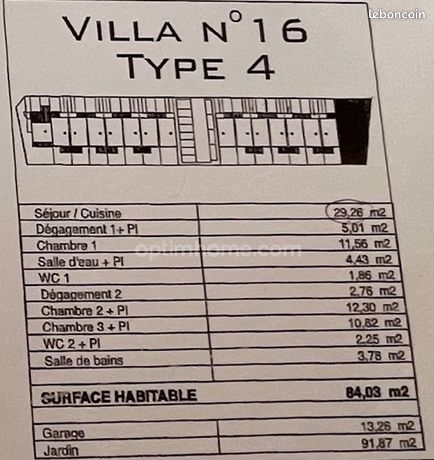 leboncoin
VILLA N°16
TYPE 4
Séjour / Cuisine 29,26 m2
Dégagement 1+ Pl 5,01 m2
Chambre 1 11,56 m2
optimhome.com
Salle d'eau + Pl 4,43 m2
WC 1 1,86 m2
Dégagement 2 2,76 m2
Chambre 2 + Pl 12,30 m2
Chambre 3 + Pl 10,82 m2
WC 2 + Pl 2,25 m2
Salle de bains 3,78 m2
SURFACE HABITABLE 84,03 m2
Garage 13,26 m2
Jardin 91,87 m2